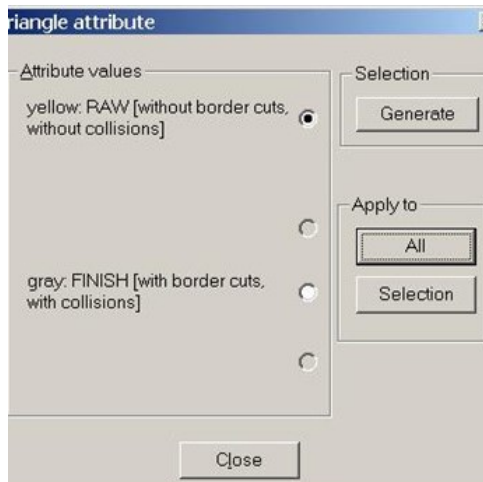 riangle attribute
Attribute values
yellow: RAW [without border cuts,
without collisions]
gray: FINISH [with border cuts,
with collisions]
Selection
Generate
Apply to
All
Selection
Close